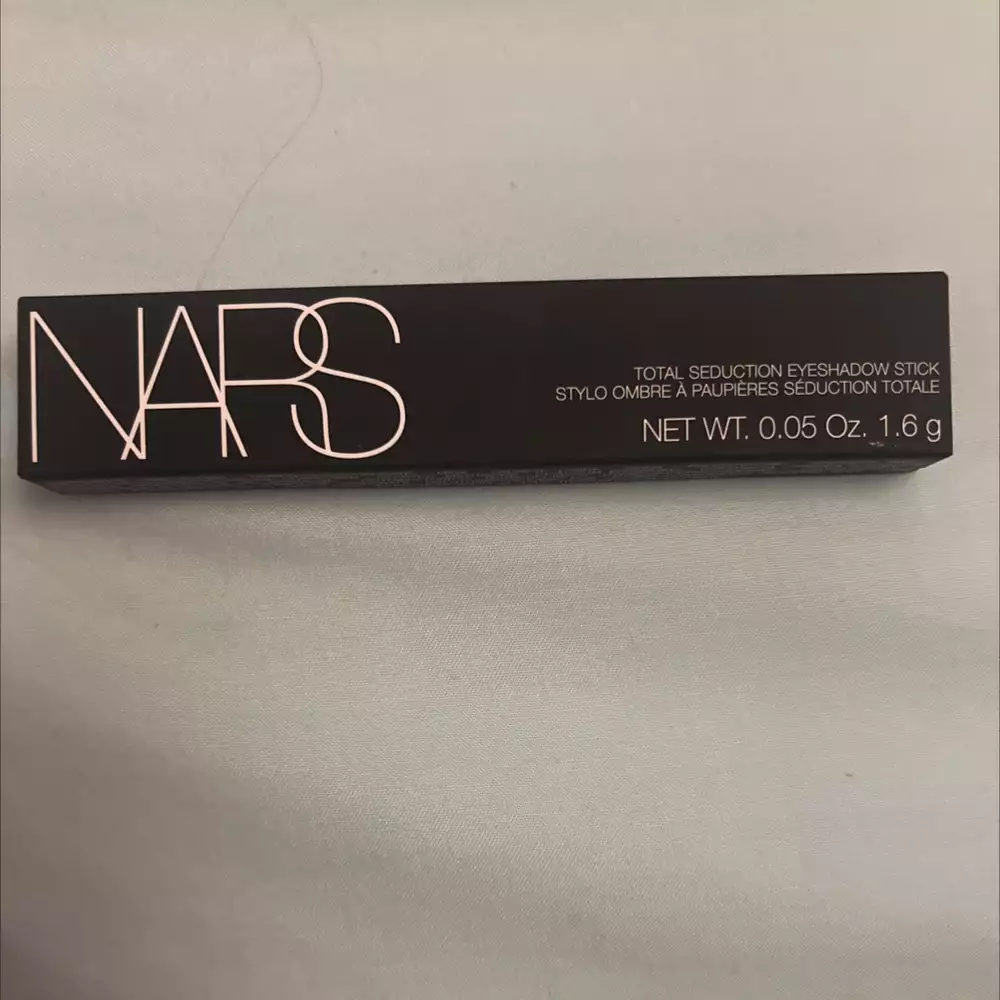 NARS
TOTAL SEDUCTION EYESHADOW STICK
STYLO OMBRE À PAUPIÈRES SÉDUCTION TOTALE
NET WT. 0.05 Oz. 1.6 g